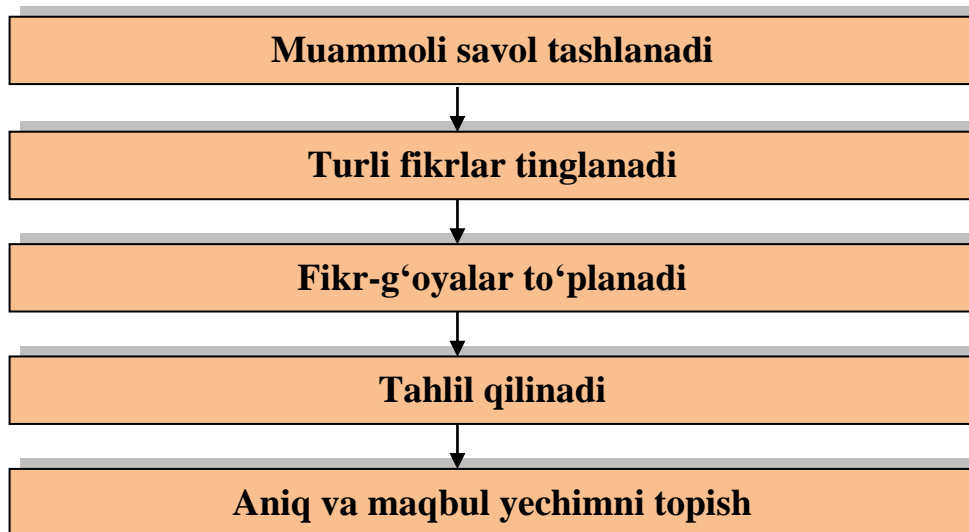 Muammoli savol tashlanadi
Turli fikrlar tinglanadi
Fikr-g‘oyalar to‘planadi
Tahlil qilinadi
Aniq va maqbul yechimni topish